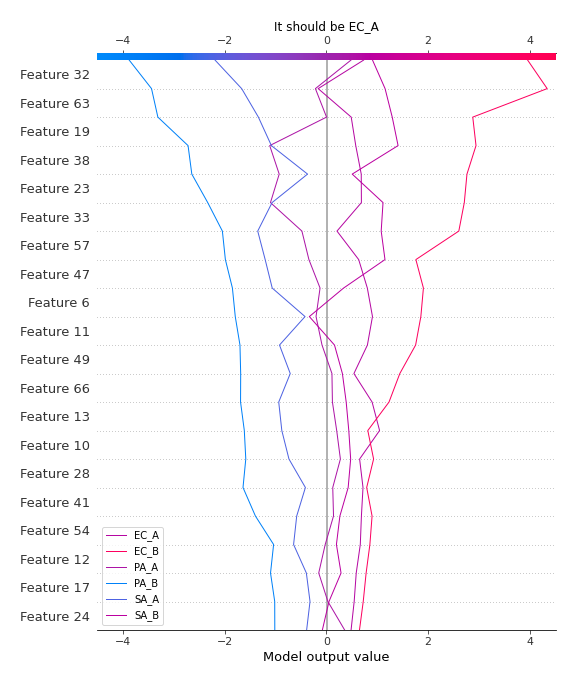 It should be EC_A
−4 −2 0 2 4
Feature 32
Feature 63
Feature 19
Feature 38
Feature 23
Feature 33
Feature 57
Feature 47
Feature 6
Feature 11
Feature 49
Feature 66
Feature 13
Feature 10
Feature 28
Feature 41
Feature 54
Feature 12
Feature 17
Feature 24
EC_A
EC_B
PA_A
PA_B
SA_A
SA_B
−4 −2 0 2 4
Model output value